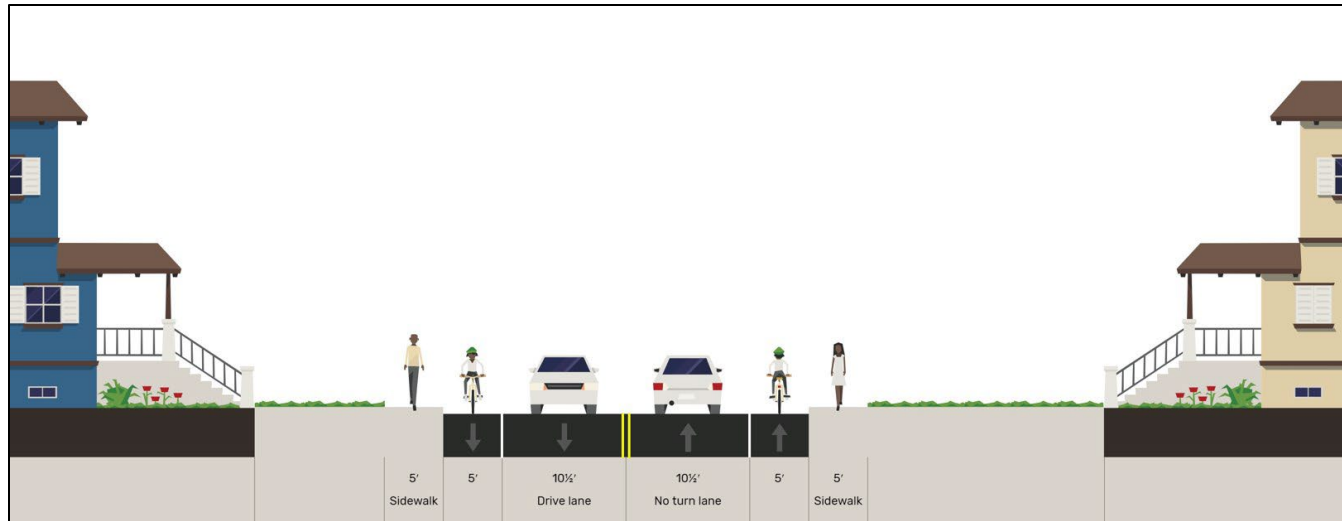 5′ 5′ 10½′ 10½′ 5′ 5′
Sidewalk Drive lane No turn lane Sidewalk